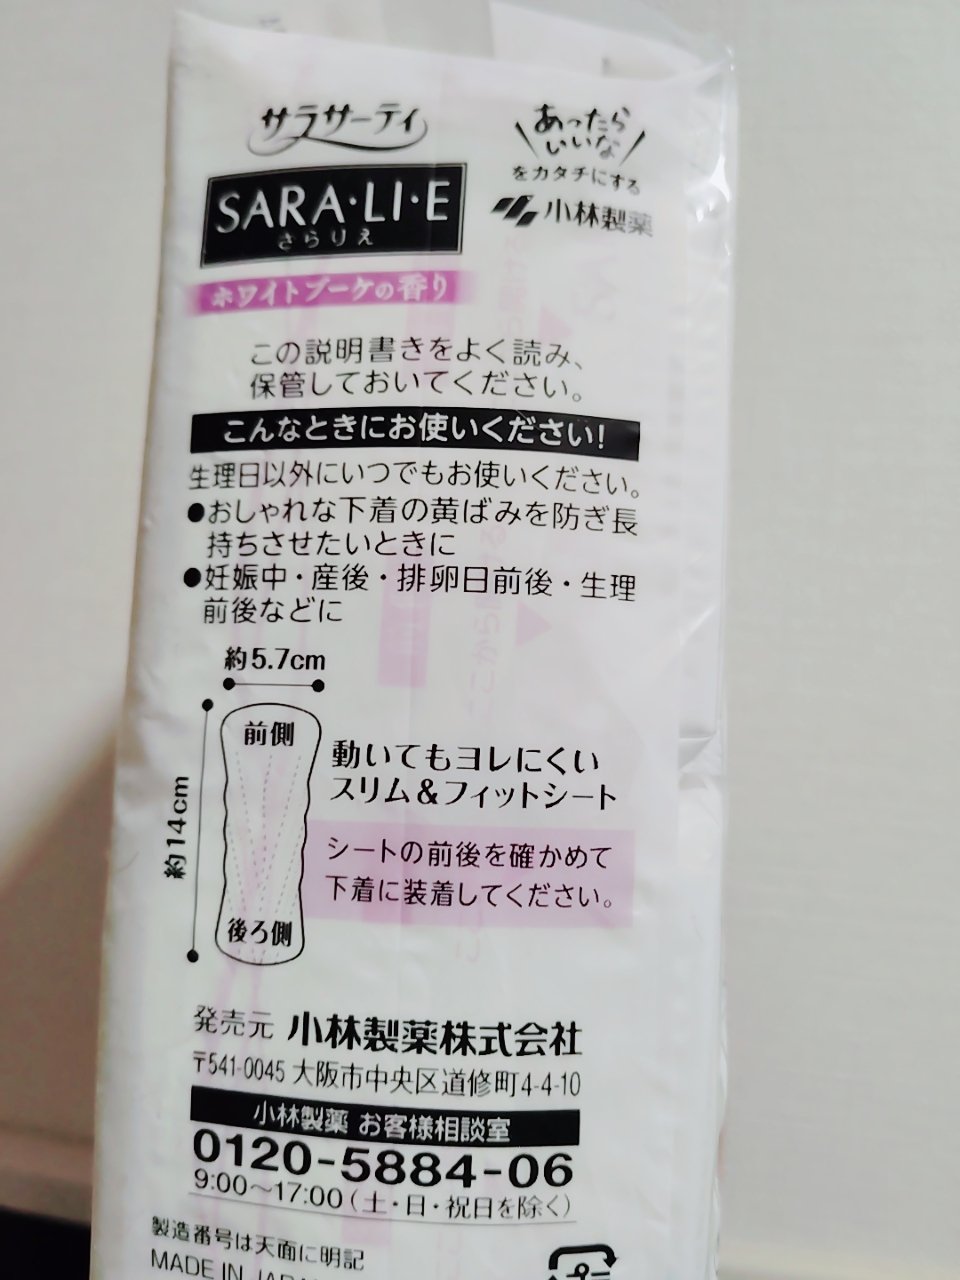 サラサーティ
SARA・LI・E
さらりえ
ホワイトブーケの香り
あったら
いいな
をカタチにする
小林製薬
この説明書きをよく読み、
保管しておいてください。
こんなときにお使いください!
生理日以外にいつでもお使いください。
●おしゃれな下着の黄ばみを防ぎ長
持ちさせたいときに
●妊娠中・産後・排卵日前後・生理
前後などに
約5.7cm
約14cm
前側
後ろ側
動いてもヨレにくい
スリム&フィットシート
シートの前後を確かめて
下着に装着してください。
発売元 小林製薬株式会社
〒541-0045 大阪市中央区道修町4-4-10
小林製薬 お客様相談室
0120-5884-06
9:00~17:00(土・日・祝日を除く)
製造番号は天面に明記
MADE IN JAPAN